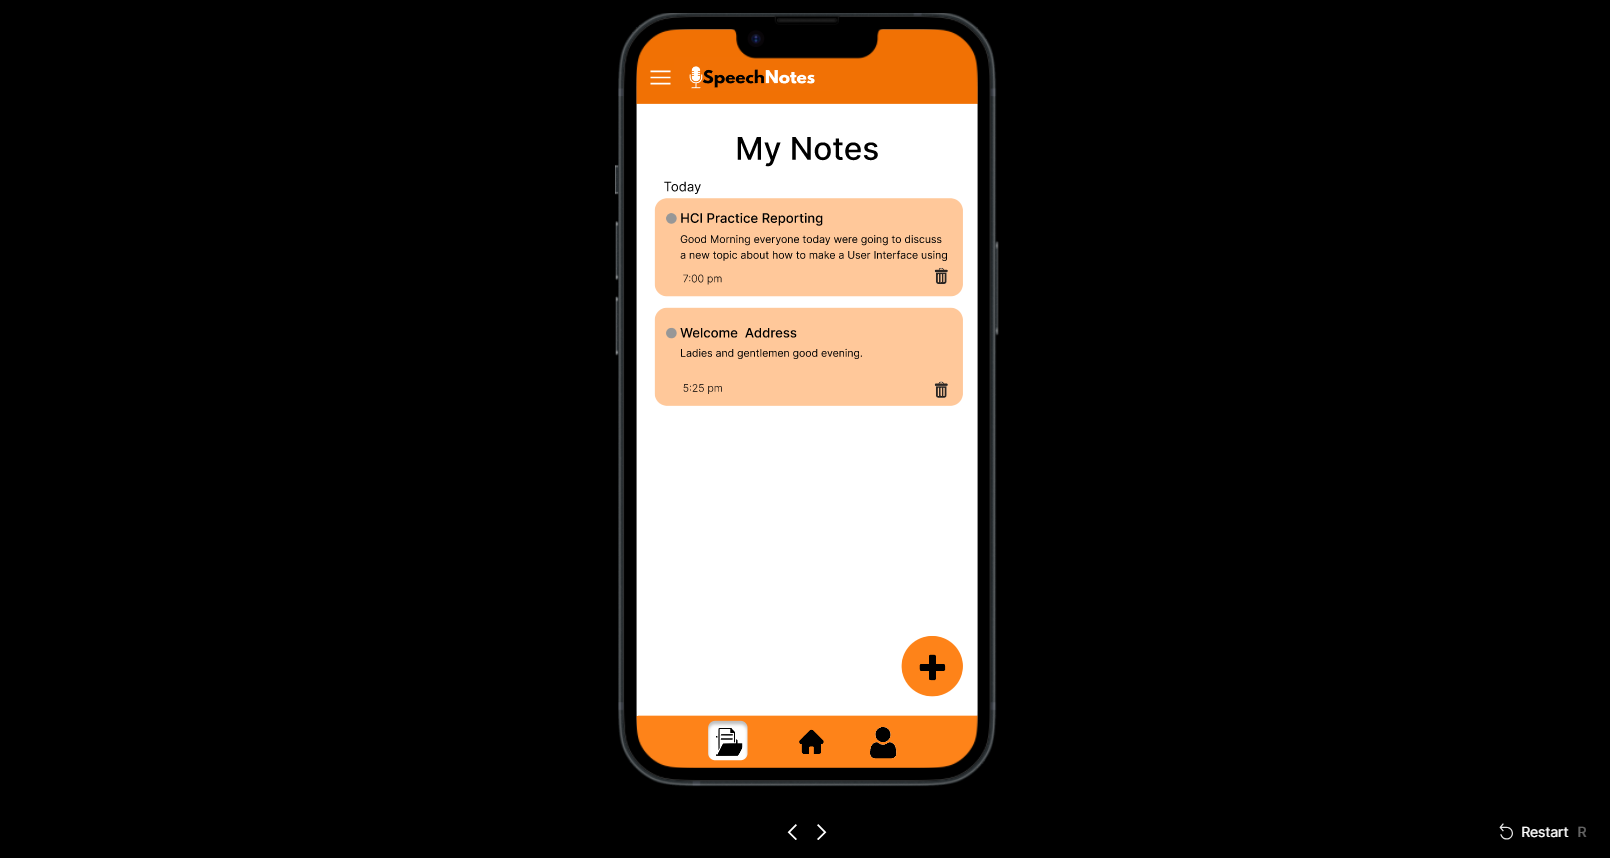 SpeechNotes
My Notes
Today
HCI Practice Reporting
Good Morning everyone today were going to discuss
a new topic about how to make a User Interface using
7:00 pm
Welcome  Address
Ladies and gentlemen good evening.
5:25 pm
Restart R